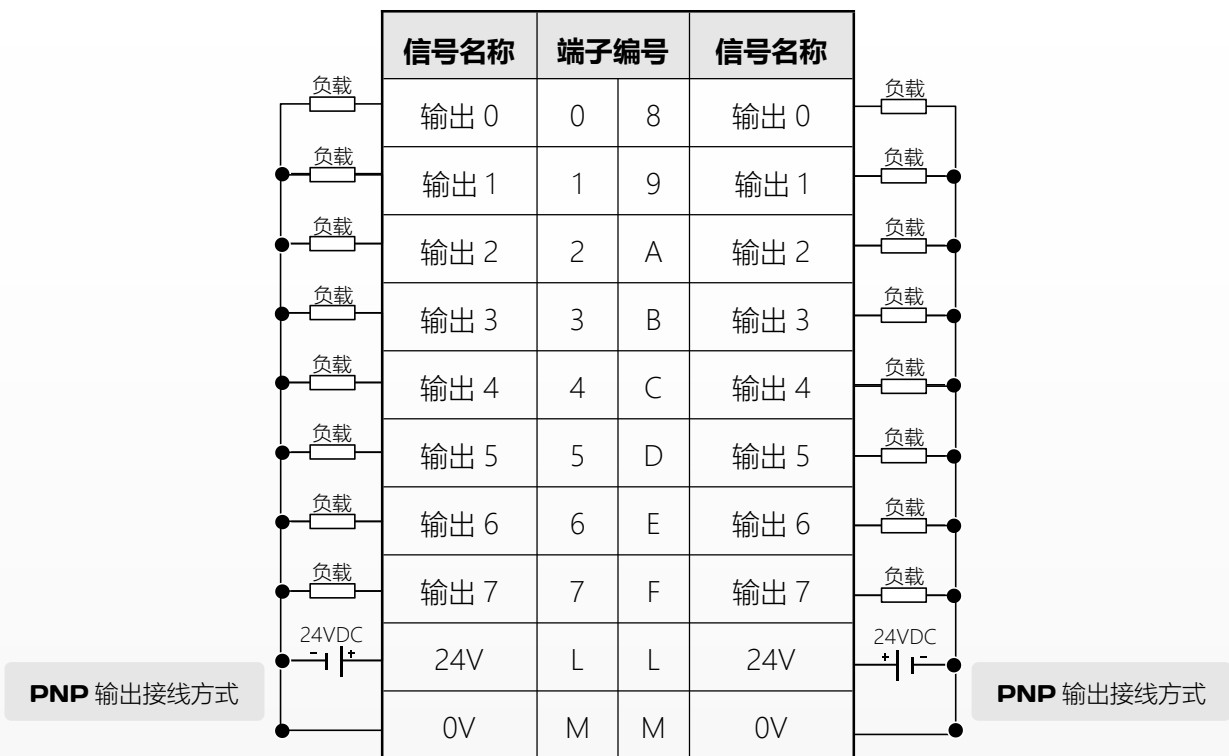 信号名称 端子编号 信号名称
负载 输出 0 0 8 输出 0 负载
负载 输出 1 1 9 输出 1 负载
负载 输出 2 2 A 输出 2 负载
负载 输出 3 3 B 输出 3 负载
负载 输出 4 4 C 输出 4 负载
负载 输出 5 5 D 输出 5 负载
负载 输出 6 6 E 输出 6 负载
负载 输出 7 7 F 输出 7 负载
24VDC 24VDC
- + 24V L L 24V + -
PNP 输出接线方式 PNP 输出接线方式
0V M M 0V